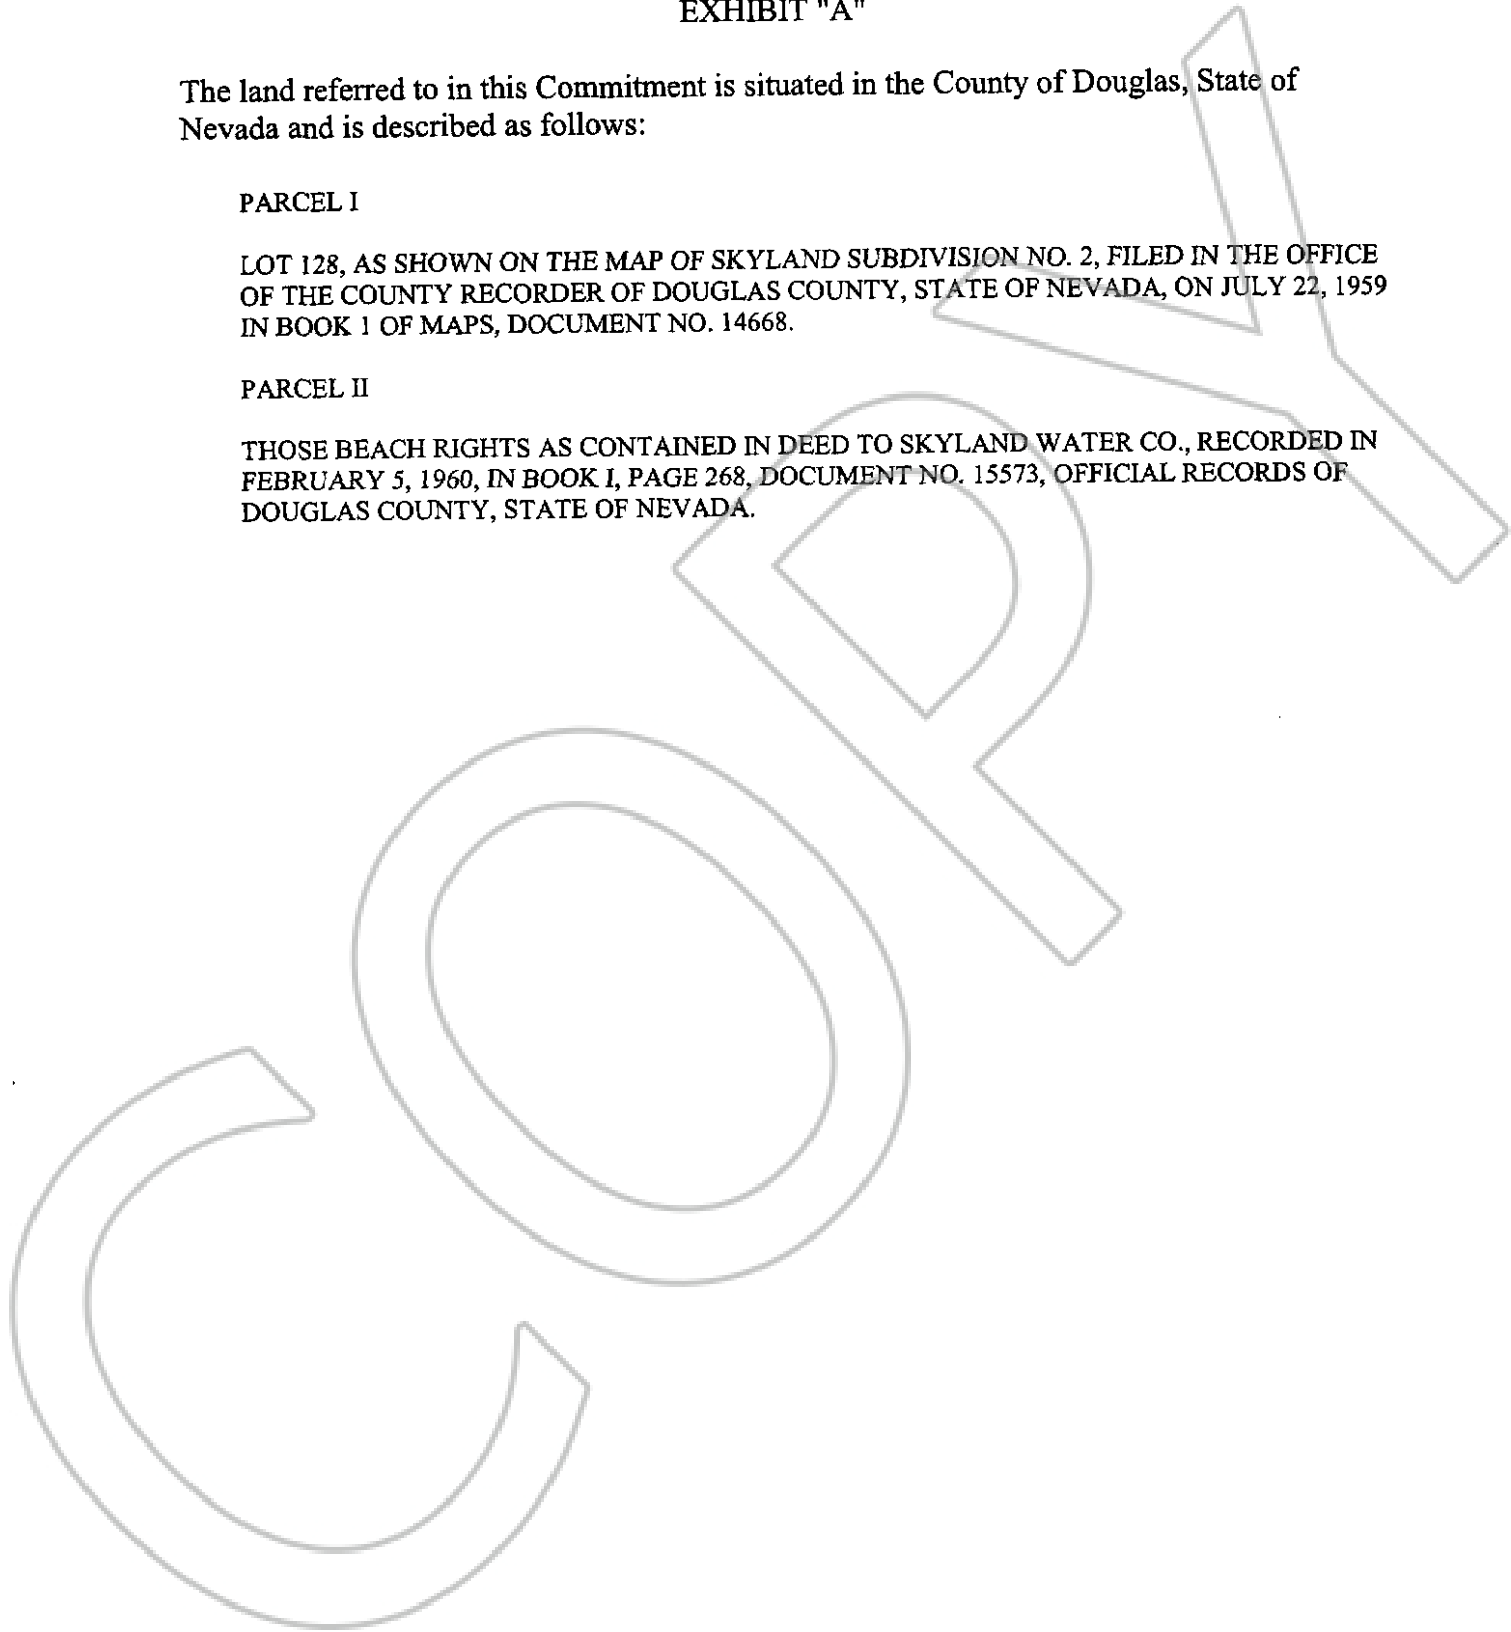 EXHIBIT "A"
The land referred to in this Commitment is situated in the County of Douglas, State of
Nevada and is described as follows:
PARCEL I
LOT 128, AS SHOWN ON THE MAP OF SKYLAND SUBDIVISION NO. 2, FILED IN THE OFFICE
OF THE COUNTY RECORDER OF DOUGLAS COUNTY, STATE OF NEVADA, ON JULY 22, 1959
IN BOOK 1 OF MAPS, DOCUMENT NO. 14668.
PARCEL II
THOSE BEACH RIGHTS AS CONTAINED IN DEED TO SKYLAND WATER CO., RECORDED IN
FEBRUARY 5, 1960, IN BOOK I, PAGE 268, DOCUMENT NO. 15573, OFFICIAL RECORDS OF
DOUGLAS COUNTY, STATE OF NEVADA.
COPY